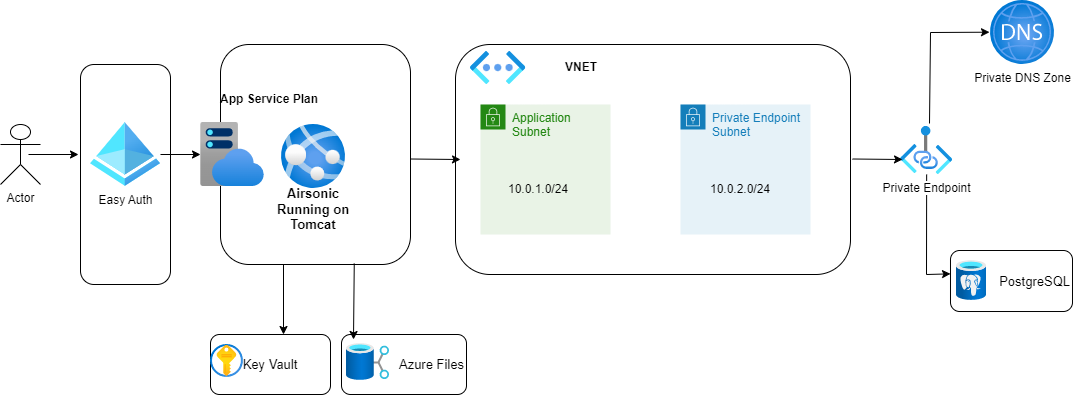 Actor
Easy Auth
App Service Plan
Airsonic
Running on
Tomcat
Key Vault
Azure Files
VNET
Application
Subnet
10.0.1.0/24
Private Endpoint
Subnet
10.0.2.0/24
DNS
Private DNS Zone
Private Endpoint
PostgreSQL